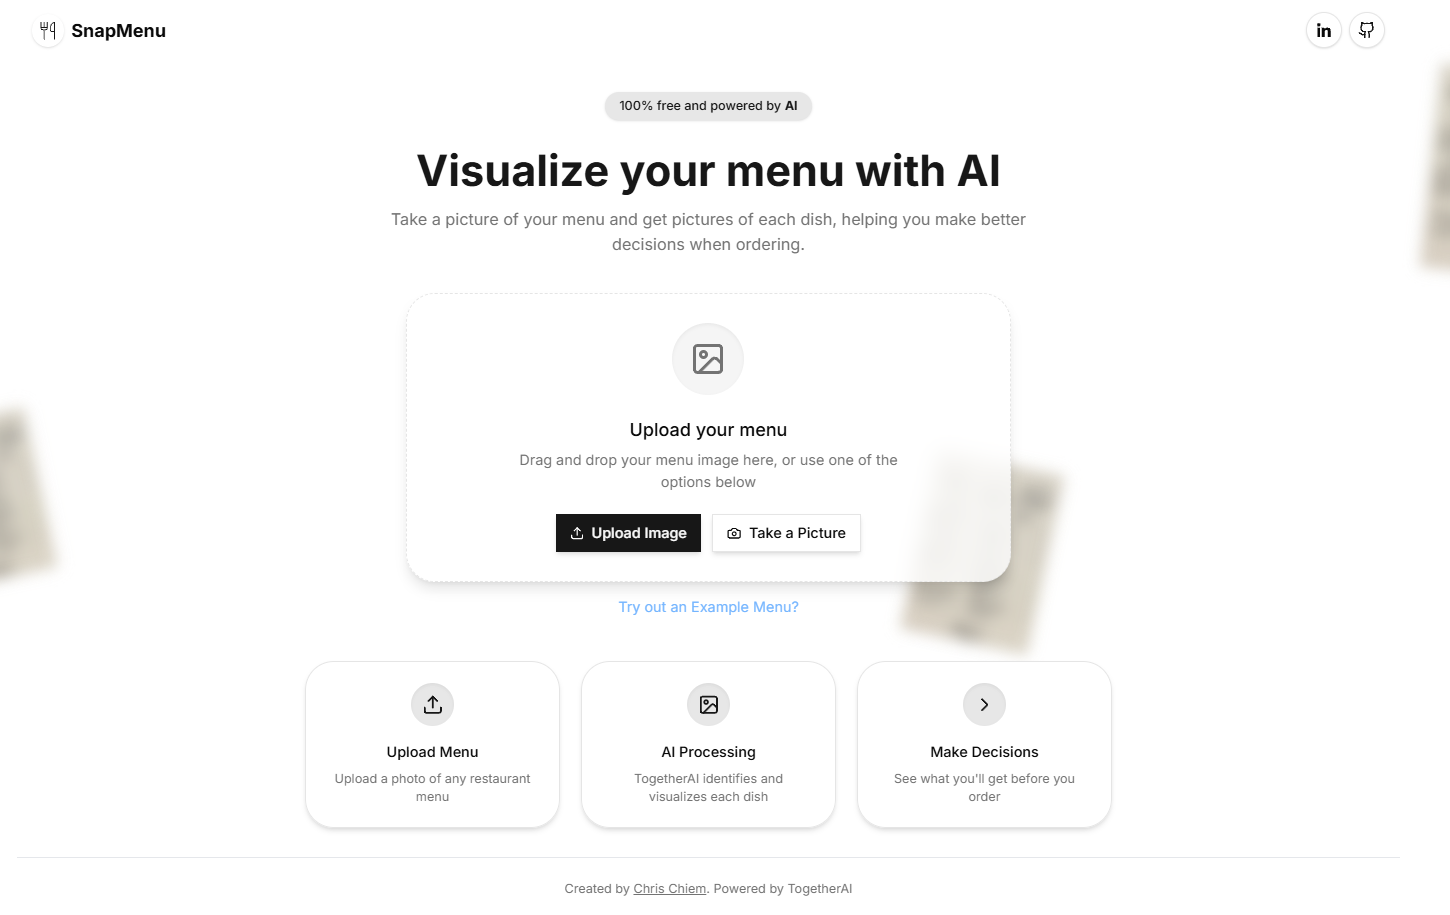 SnapMenu
100% free and powered by AI
Visualize your menu with AI
Take a picture of your menu and get pictures of each dish, helping you make better
decisions when ordering.
Upload your menu
Drag and drop your menu image here, or use one of the
options below
Upload Image
Take a Picture
Try out an Example Menu?
Upload Menu
Upload a photo of any restaurant
menu
AI Processing
TogetherAI identifies and
visualizes each dish
Make Decisions
See what you'll get before you
order
Created by Chris Chiem. Powered by TogetherAI